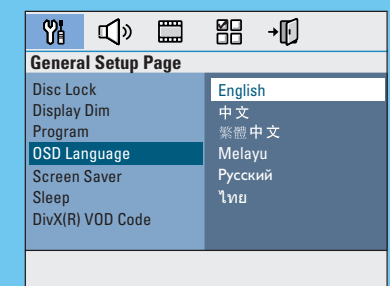 General Setup Page
Disc Lock
Display Dim
Program
OSD Language
Screen Saver
Sleep
DivX(R) VOD Code
English
中文
繁體中文
Melayu
Русский
ไทย